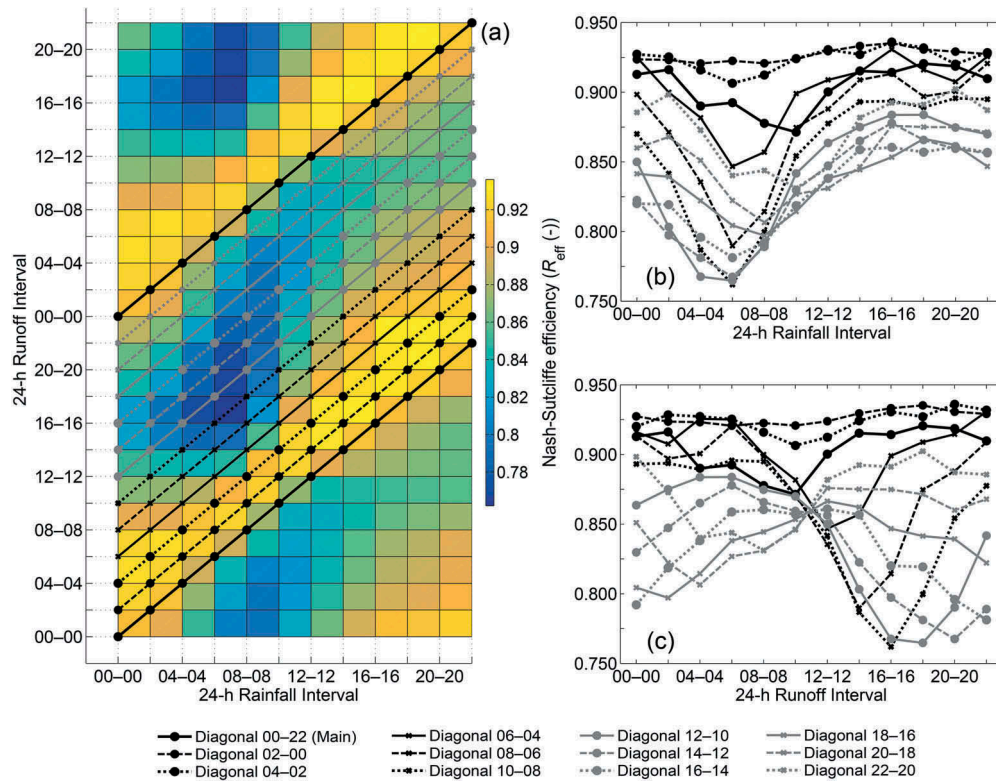 (a)
20–20
16–16
12–12
08–08
04–04
00–00
20–20
16–16
12–12
08–08
04–04
00–00
24-h Runoff Interval
00–00 04–04 08–08 12–12 16–16 20–20
24-h Rainfall Interval
0.92
0.9
0.88
0.86
0.84
0.82
0.8
0.78
Nash-Sutcliffe efficiency (Reff (-))
0.950
0.900
0.850
0.800
0.750
(b)
00–00 04–04 08–08 12–12 16–16 20–20
24-h Rainfall Interval
0.950
0.900
0.850
0.800
0.750
(c)
00–00 04–04 08–08 12–12 16–16 20–20
24-h Runoff Interval
Diagonal 00–22 (Main)
Diagonal 02–00
Diagonal 04–02
Diagonal 06–04
Diagonal 08–06
Diagonal 10–08
Diagonal 12–10
Diagonal 14–12
Diagonal 16–14
Diagonal 18–16
Diagonal 20–18
Diagonal 22–20